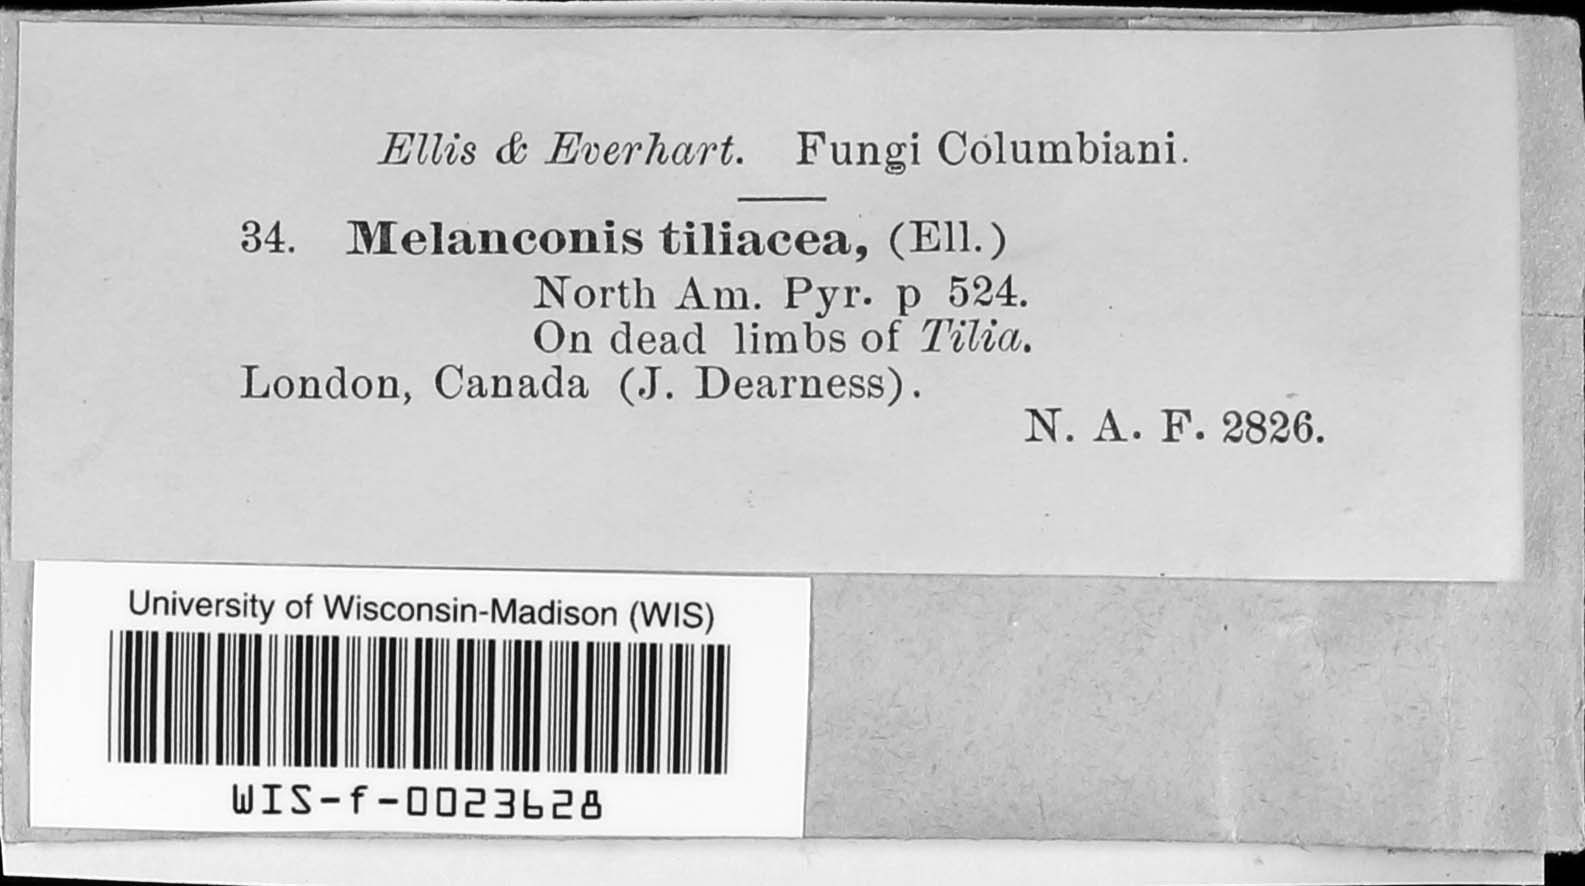 Ellis & Everhart. Fungi Columbiani.
34. Melanconis tiliacea, (Ell.)
North Am. Pyr. p 524.
On dead limbs of Tilia.
London, Canada (J. Dearness).
N. A. F. 2826.
University of Wisconsin-Madison (WIS)
WIS-f-0023628